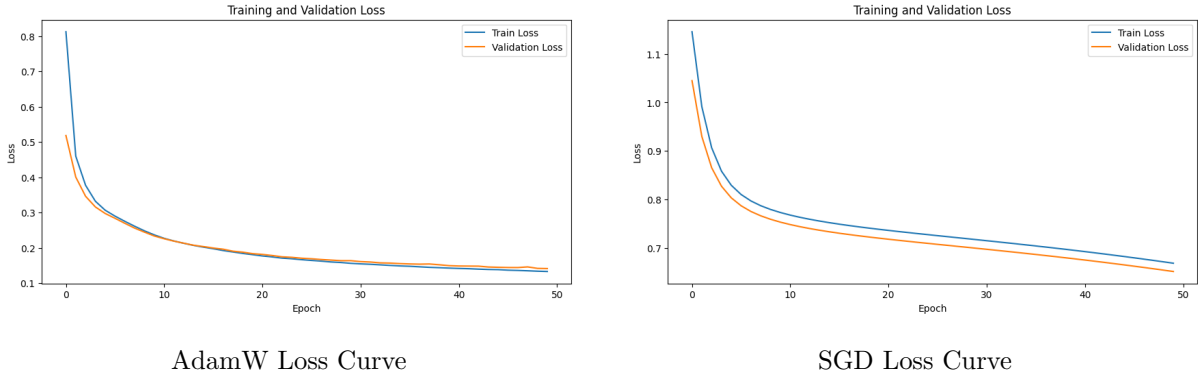 Training and Validation Loss
Train Loss
Validation Loss
0.8
0.7
0.6
0.5
0.4
0.3
0.2
0.1
Loss
0 10 20 30 40 50
Epoch
AdamW Loss Curve
Training and Validation Loss
Train Loss
Validation Loss
1.1
1.0
0.9
0.8
0.7
Loss
0 10 20 30 40 50
Epoch
SGD Loss Curve